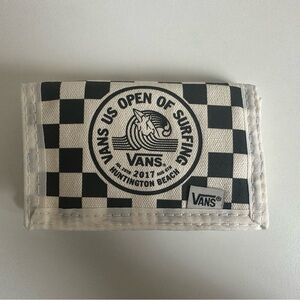 VANS US OPEN OF SURFING
VANS.
2017
HUNTINGTON BEACH
VANS